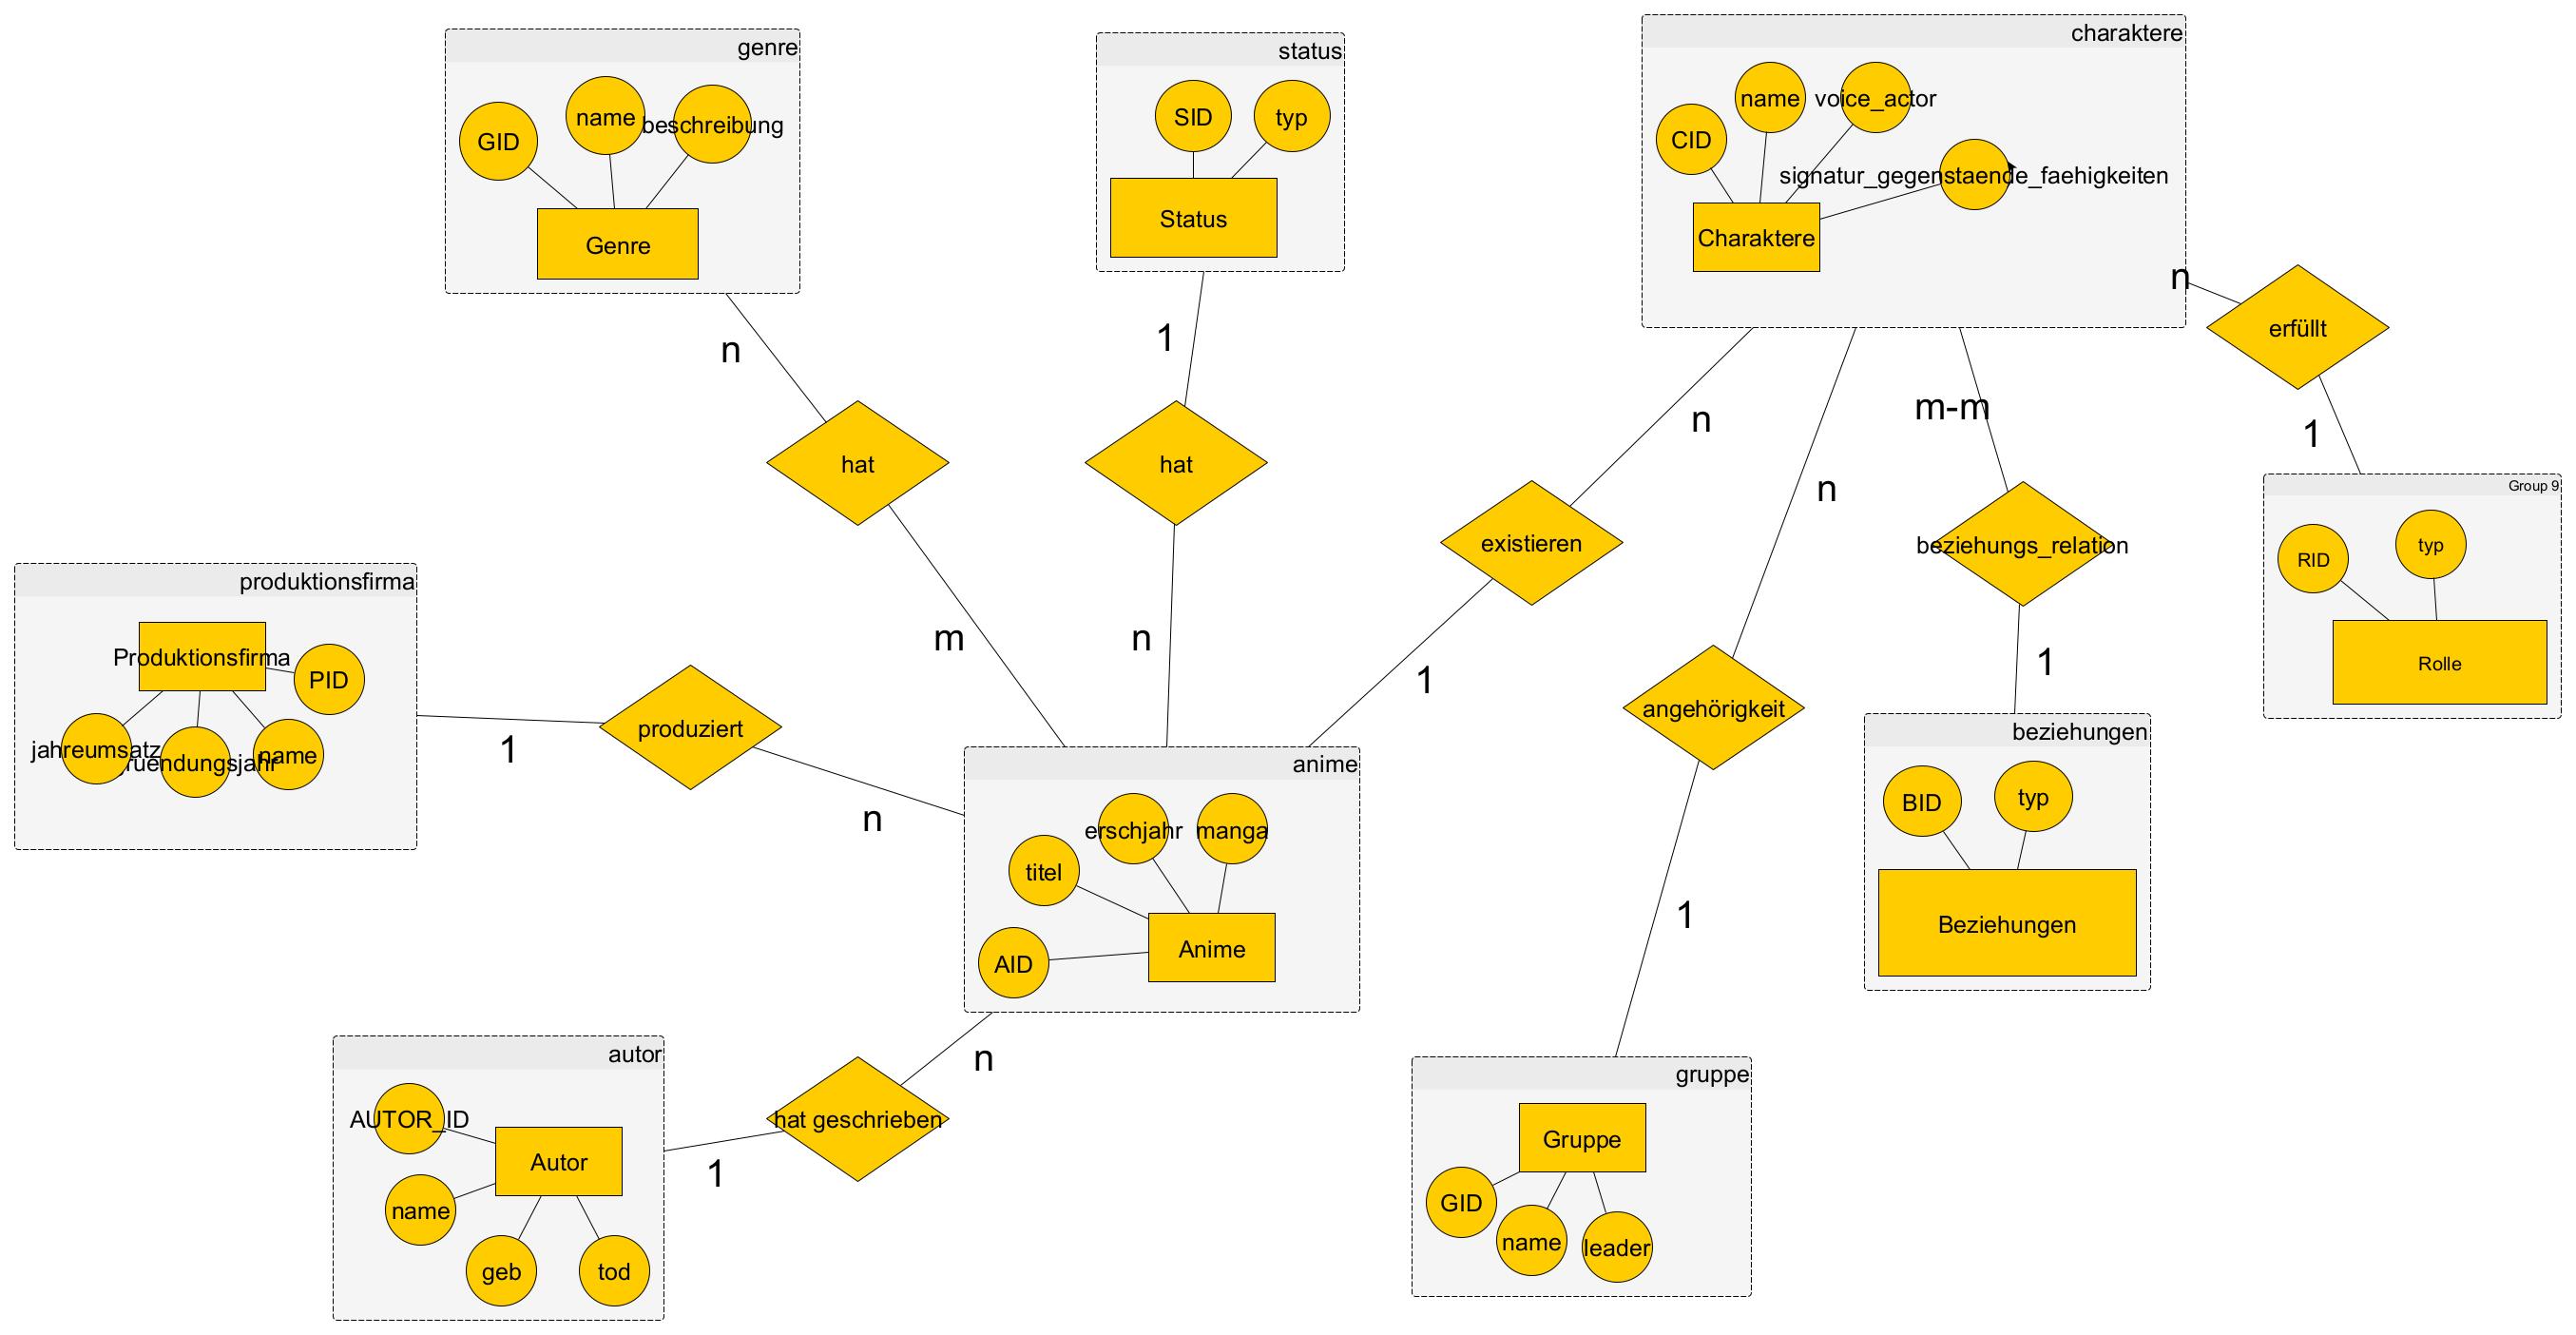 genre
GID
name
beschreibung
Genre
status
SID
typ
Status
charaktere
CID
name
voice_actor
signatur_gegenstaende_faehigkeiten
Charaktere
n
erfüllt
1
Group 9
RID
typ
Rolle
n
hat
m
1
hat
n
n
existieren
1
n
angehörigkeit
1
m-m
beziehungs_relation
1
beziehungen
BID
typ
Beziehungen
produktionsfirma
Produktionsfirma
PID
jahreumsatz
name
1
produziert
n
anime
erschjahr
manga
titel
AID
Anime
n
hat geschrieben
1
autor
AUTOR_ID
Autor
name
geb
tod
gruppe
Gruppe
GID
name
leader